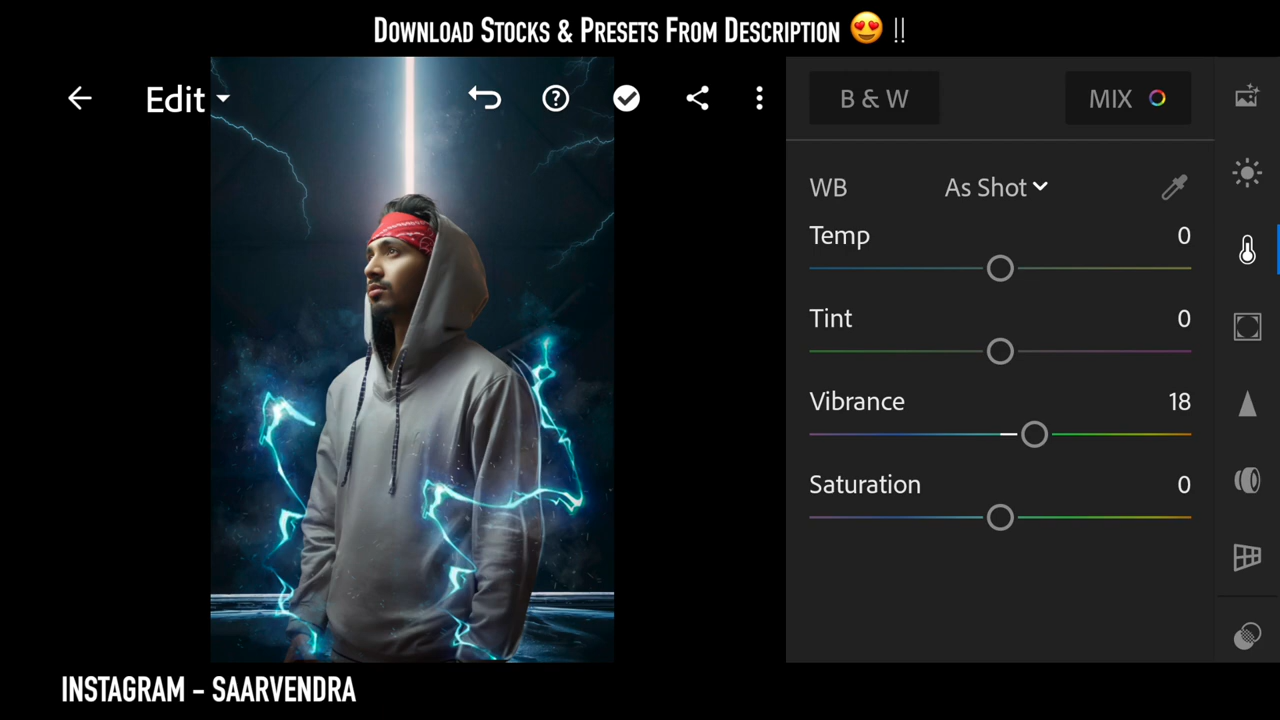 DOWNLOAD STOCKS & PRESETS FROM DESCRIPTION 😍 !!
Edit
B & W
MIX
WB
As Shot
Temp
0
Tint
0
Vibrance
18
Saturation
0
INSTAGRAM - SAARVENDRA